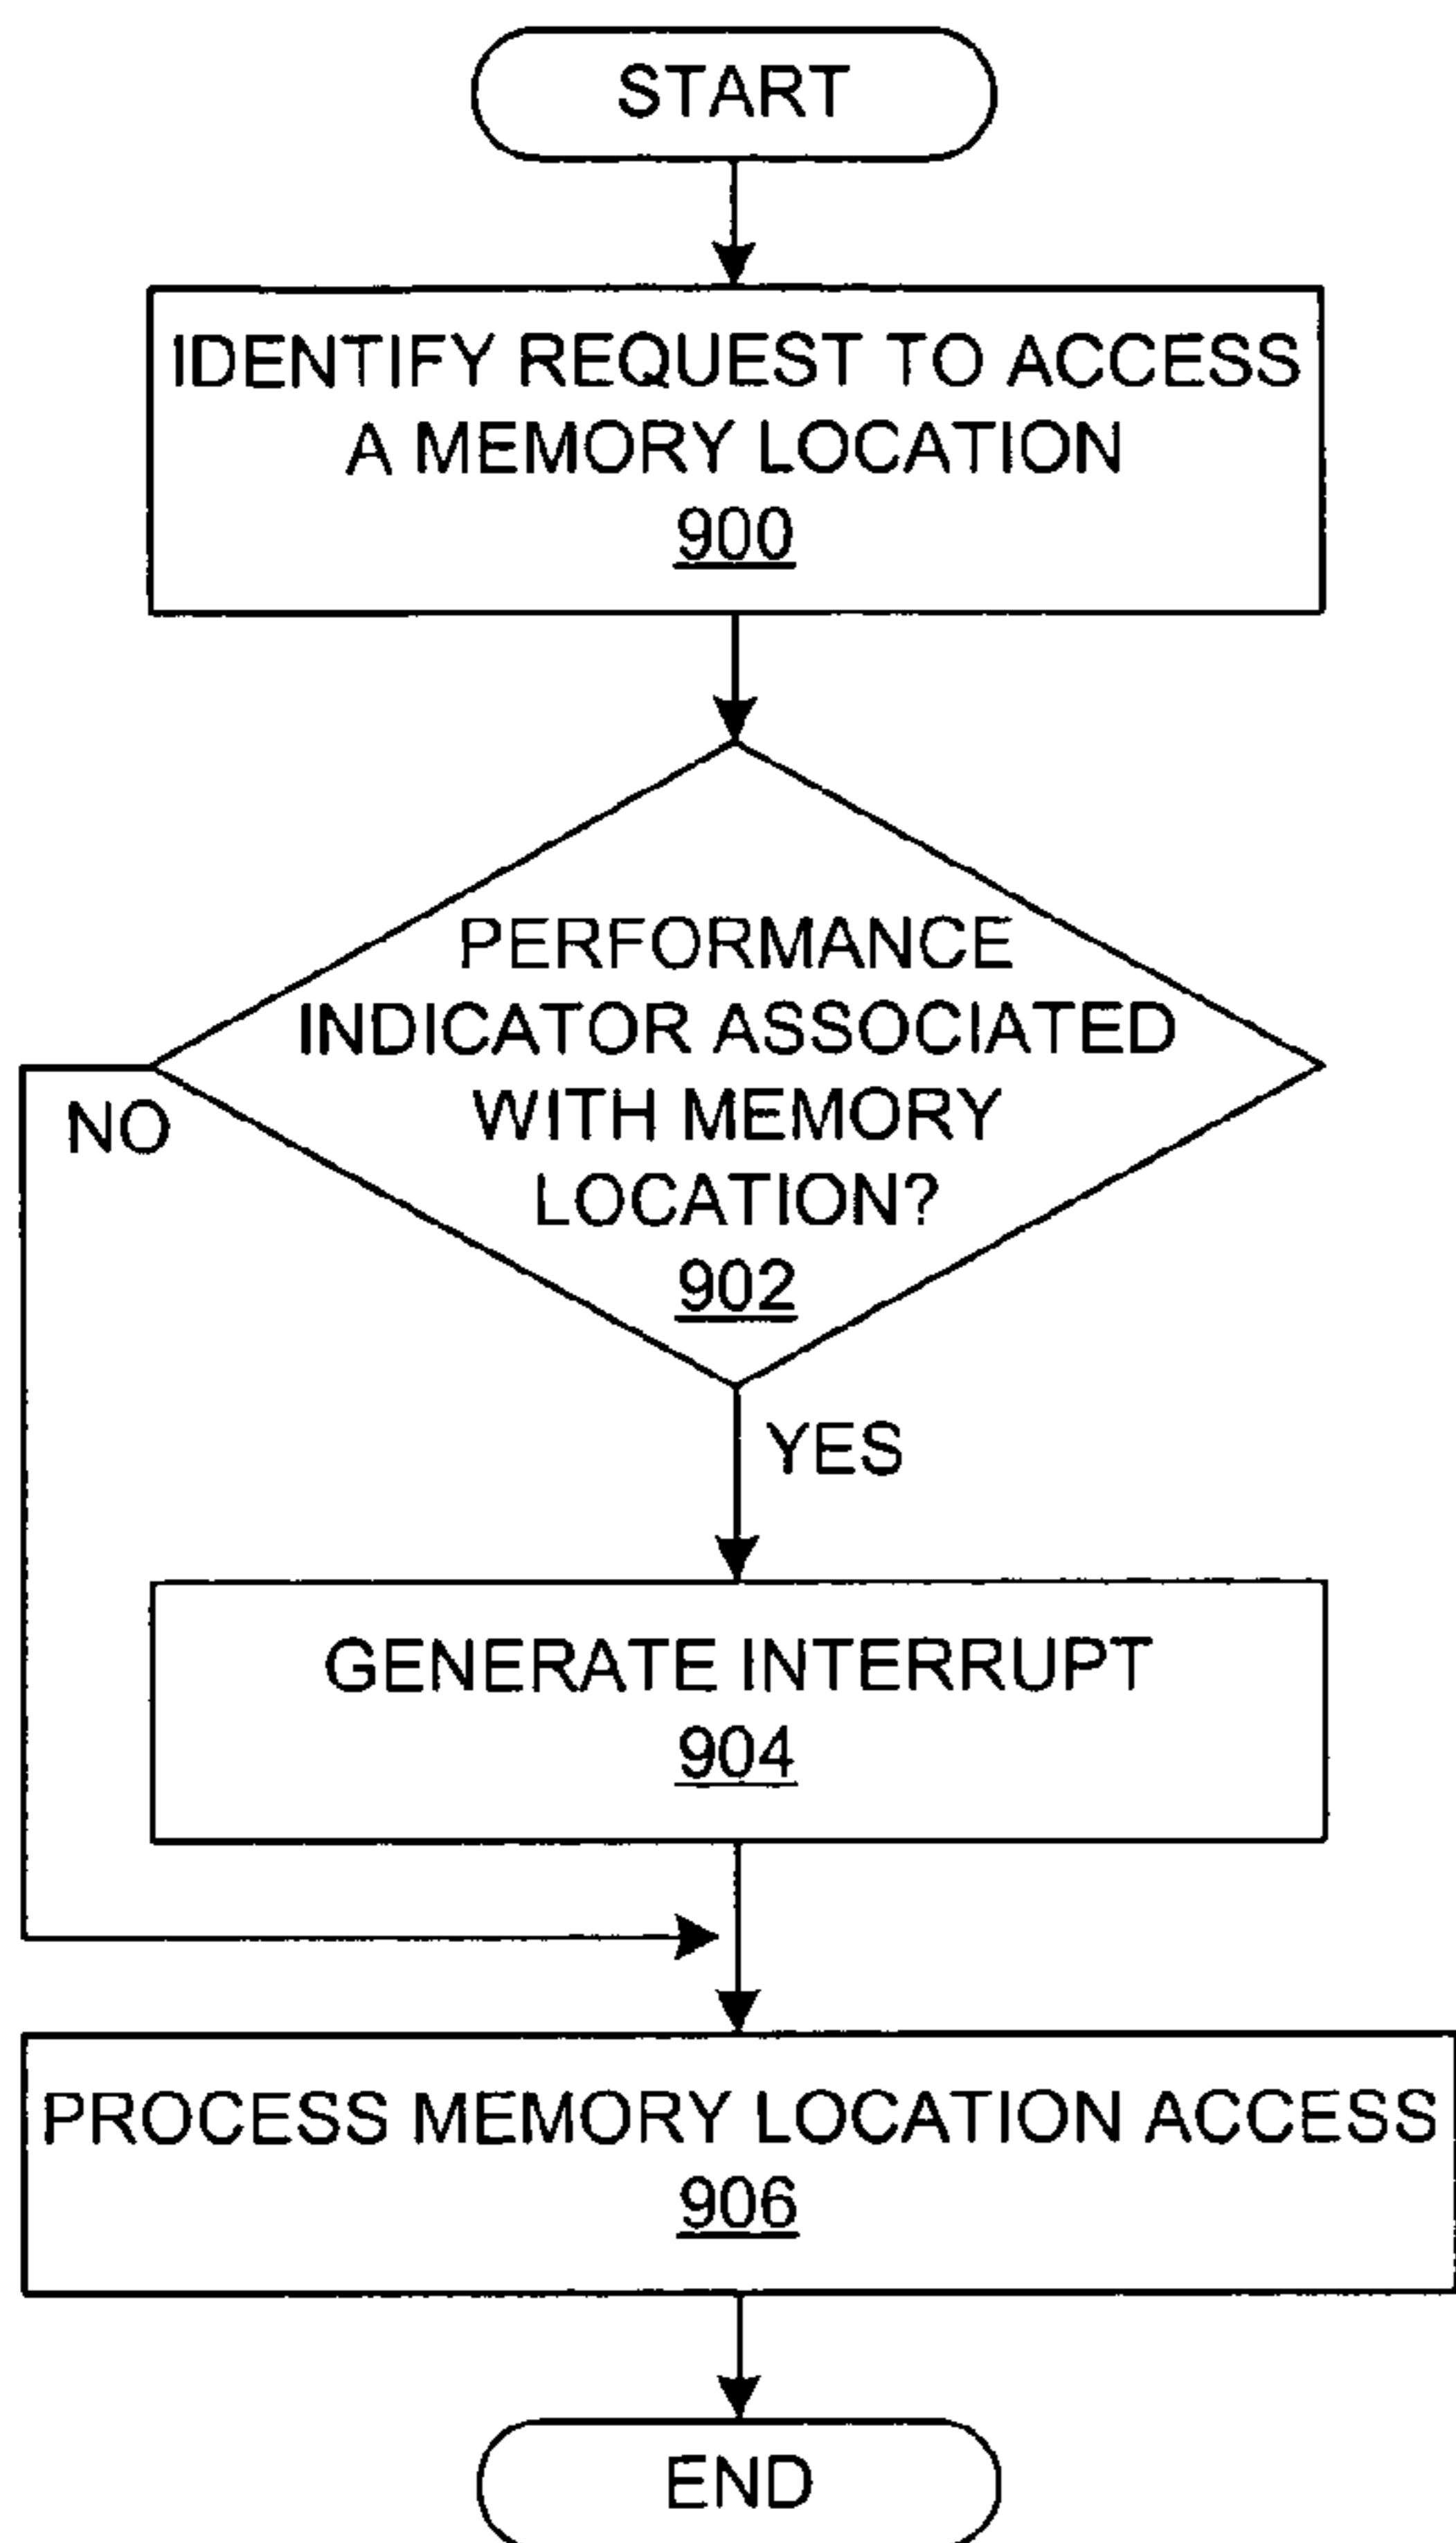 START
IDENTIFY REQUEST TO ACCESS
A MEMORY LOCATION
900
PERFORMANCE
INDICATOR ASSOCIATED
WITH MEMORY
LOCATION?
902
NO
YES
GENERATE INTERRUPT
904
PROCESS MEMORY LOCATION ACCESS
906
END